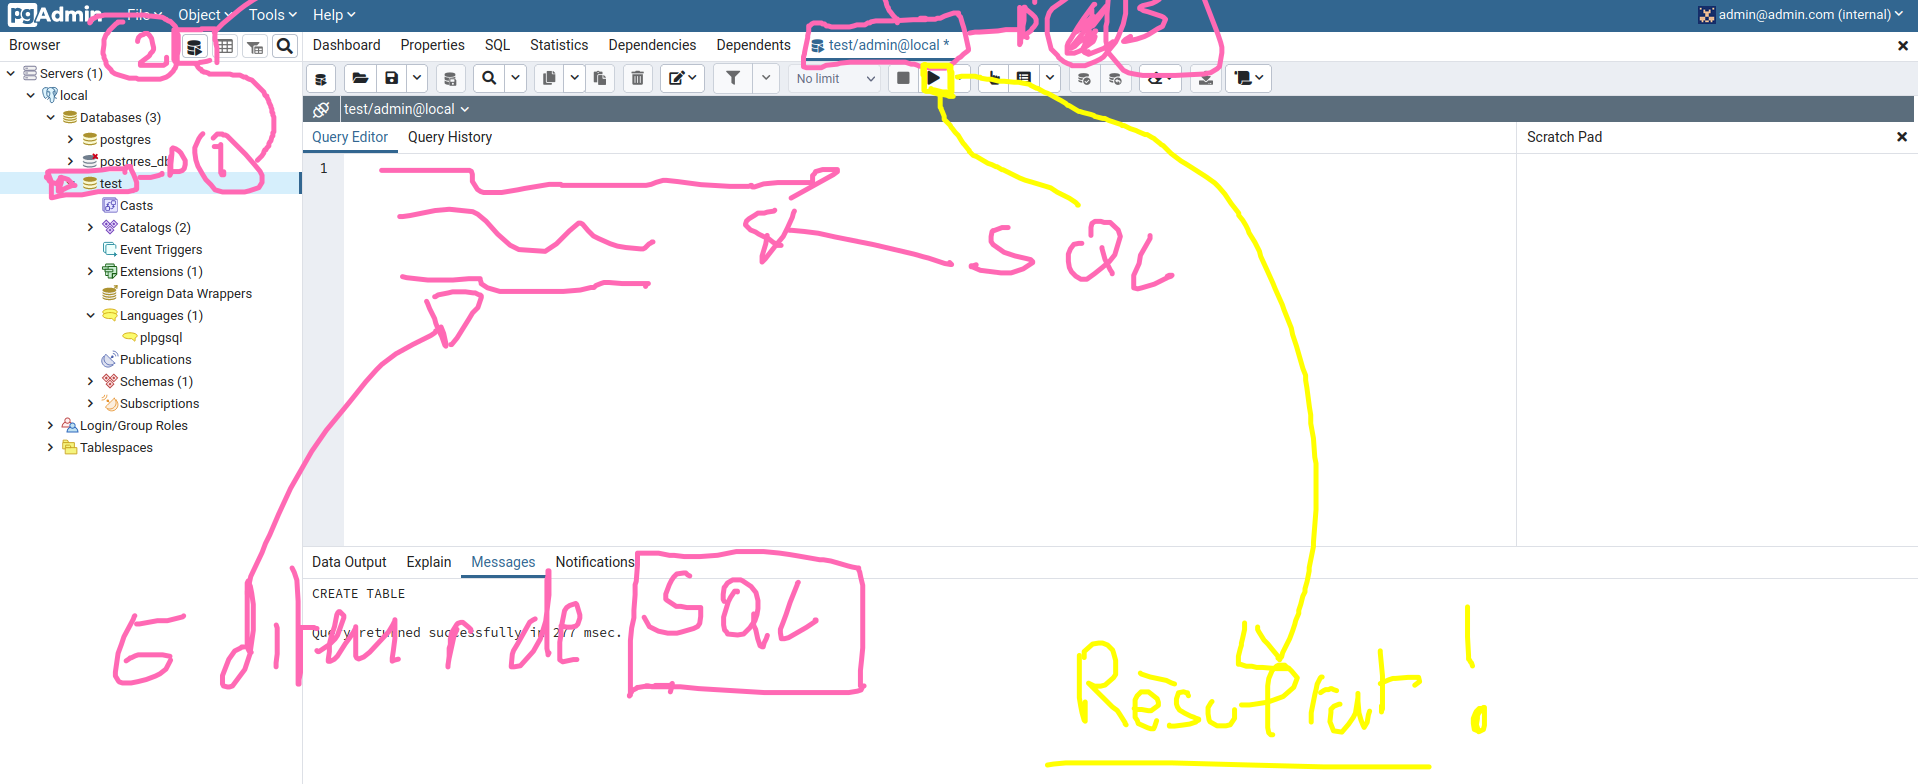 pgAdmin File Object Tools Help admin@admin.com (internal)
Browser 2 Dashboard Properties SQL Statistics Dependencies Dependents test/admin@local * 3
Servers (1)
No limit
local
test/admin@local
Databases (3)
Query Editor Query History Scratch Pad
postgres
postgres_db 1
1
test
Casts
Catalogs (2)
Event Triggers
SQL
Extensions (1)
Foreign Data Wrappers
Languages (1)
plpgsql
Publications
Schemas (1)
Subscriptions
Login/Group Roles
Tablespaces
Data Output Explain Messages Notifications
CREATE TABLE
Query returned successfully in 277 msec.
Editeur de SQL
Résultat !